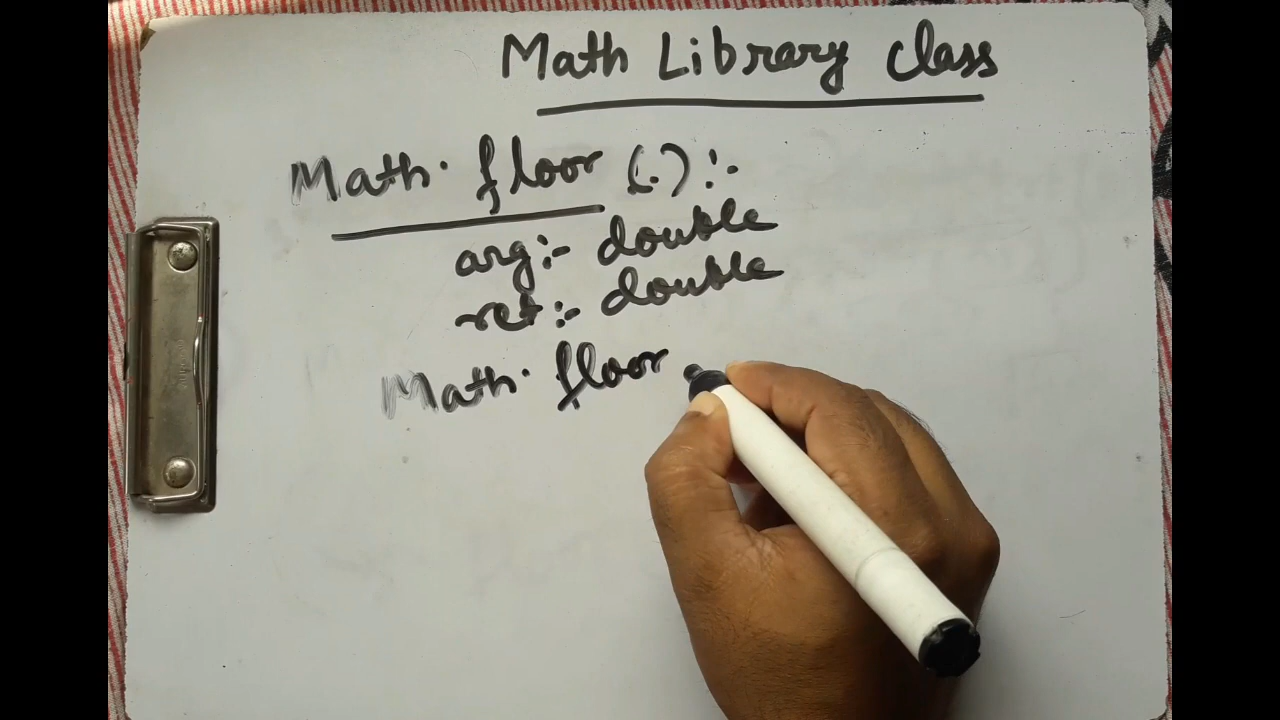 Math Library Class
Math. floor (.) :-
arg :- double
ret :- double
Math. floor